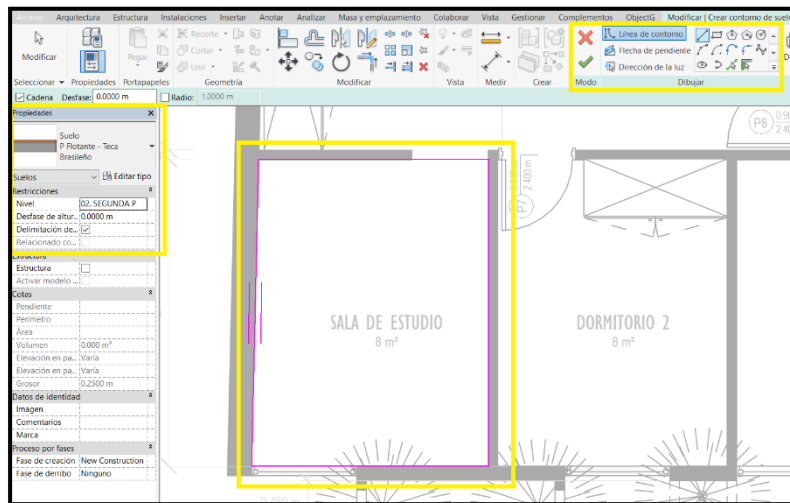 Archivo Arquitectura Estructura Instalaciones Insertar Anotar Analizar Masa y emplazamiento Colaborar Vista Gestionar Complementos ObjectG Modificar | Crear contorno de suelo
Modificar
Pegar
Recorte
Cortar
Unir
Línea de contorno
Flecha de pendiente
Dirección de la luz
Seleccionar Propiedades Portapapeles Geometría Modificar Vista Medir Crear Modo Dibujar
Cadena Desfase: 0.0000 m Radio: 1.0000 m
Propiedades
Suelo
P Flotante - Teca
Brasileño
Suelos Editar tipo
Restricciones
Nivel 02. SEGUNDA P
Desfase de altur... 0.0000 m
Delimitación de...
Relacionado co...
Estructura
Estructura
Activar modelo ...
Cotas
Pendiente
Perímetro
Área
Volumen 0.000 m³
Elevación en pa... Varía
Elevación en pa... Varía
Grosor 0.2500 m
Datos de identidad
Imagen
Comentarios
Marca
Proceso por fases
Fase de creación New Construction
Fase de derribo Ninguno
P8
P7
2.400 m
SALA DE ESTUDIO
8 m²
DORMITORIO 2
8 m²